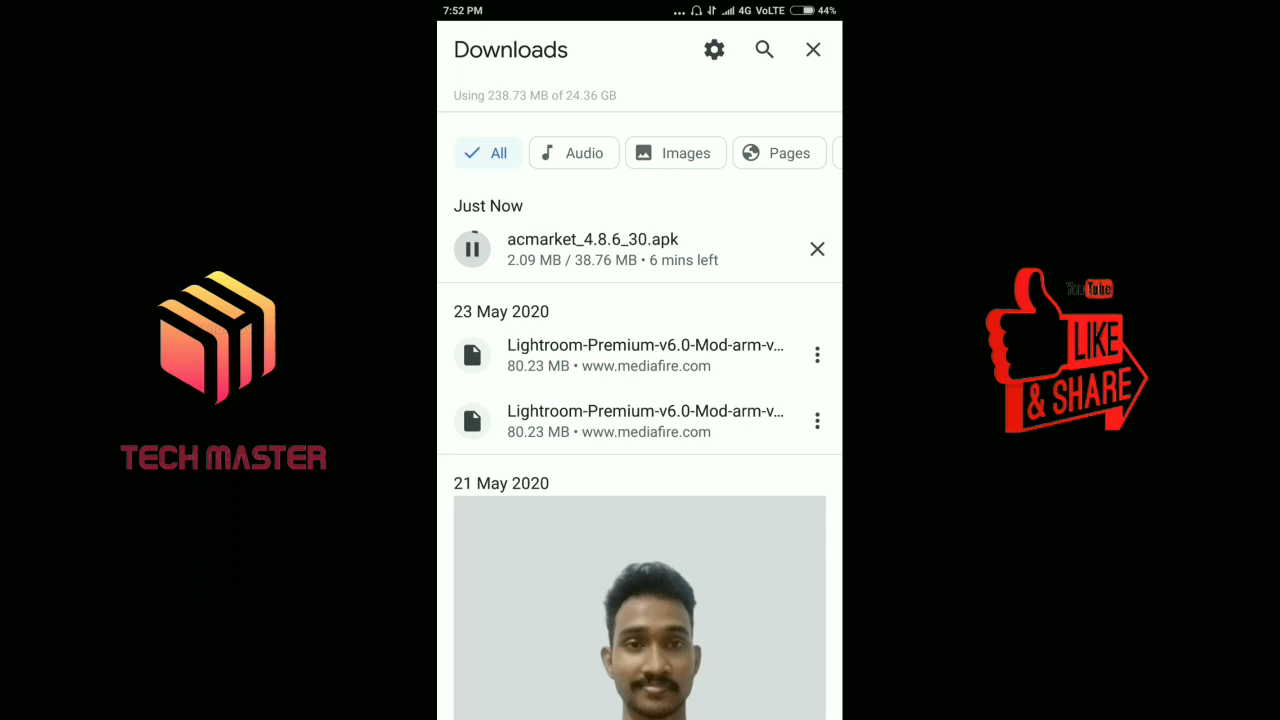 7:52 PM
4G VoLTE 44%
Downloads
Using 238.73 MB of 24.36 GB
All
Audio
Images
Pages
Just Now
acmarket_4.8.6_30.apk
2.09 MB / 38.76 MB • 6 mins left
23 May 2020
Lightroom-Premium-v6.0-Mod-arm-v...
80.23 MB • www.mediafire.com
Lightroom-Premium-v6.0-Mod-arm-v...
80.23 MB • www.mediafire.com
21 May 2020
TECH MASTER
YouTube
LIKE
& SHARE